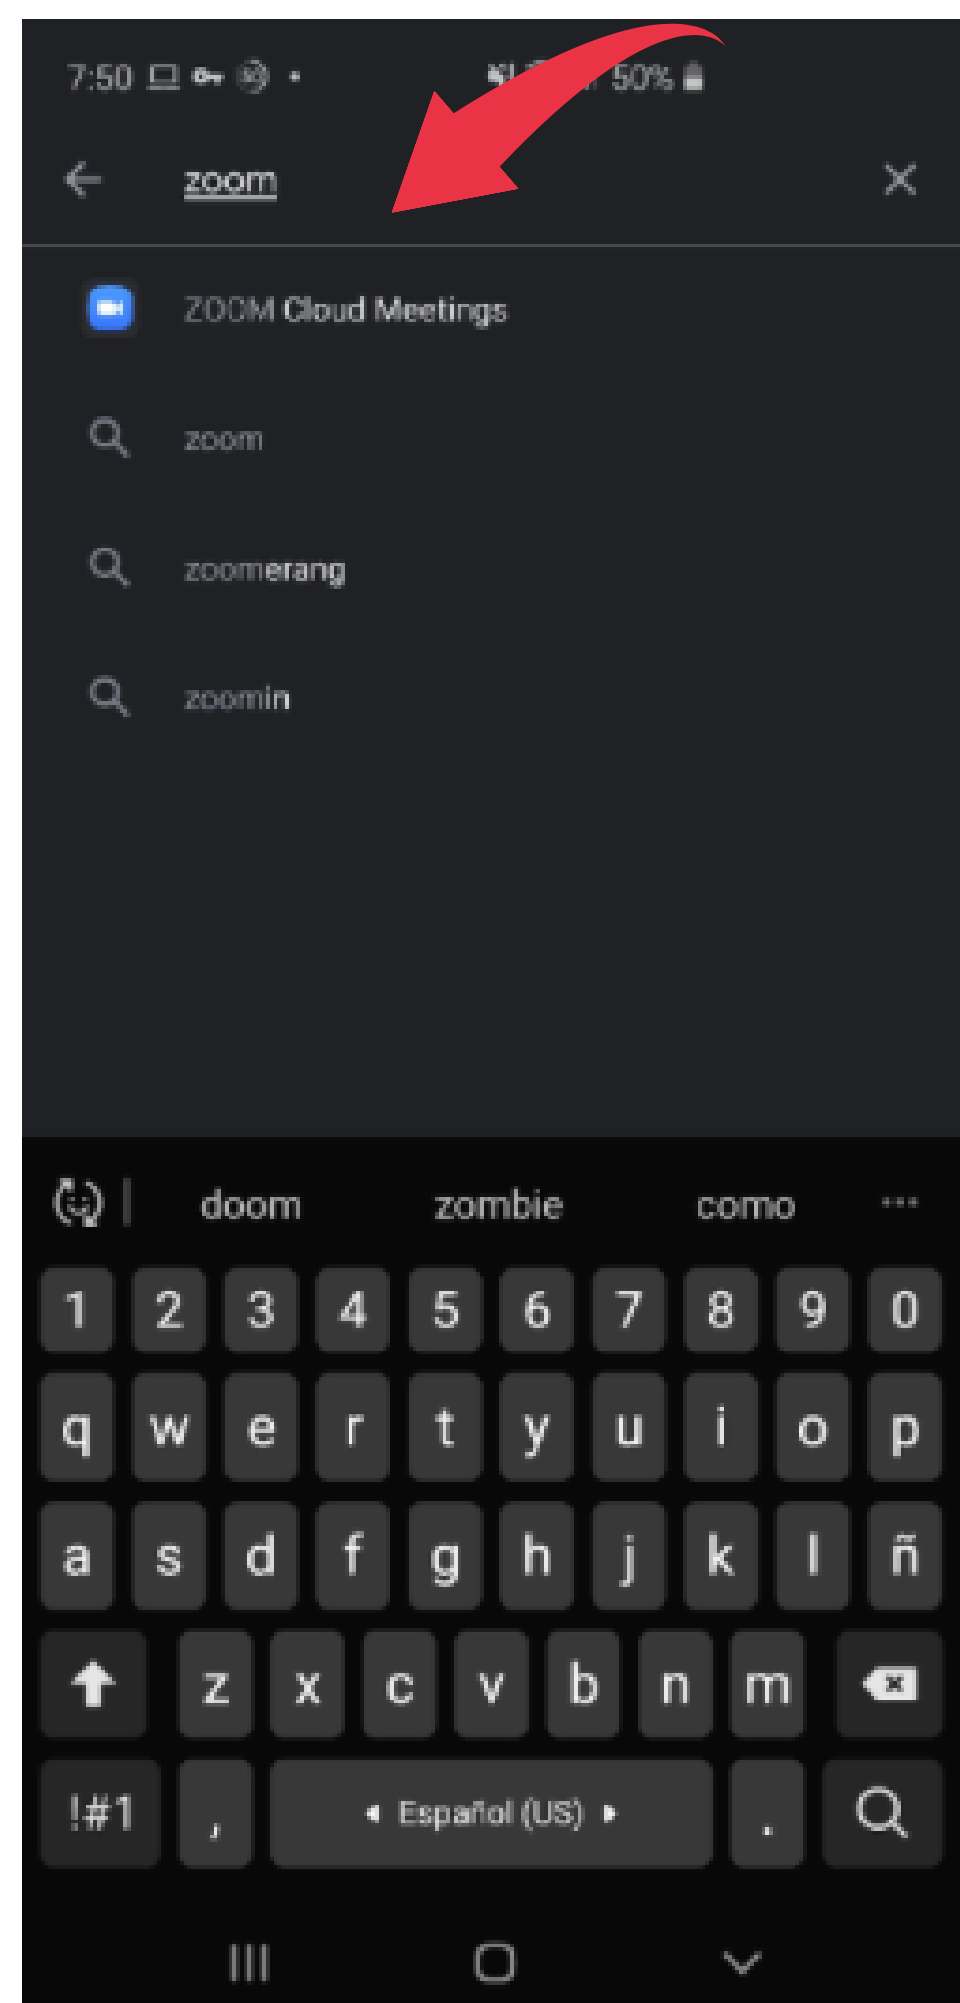 7:50 50%
zoom
ZOOM Cloud Meetings
zoom
zoomerang
zoomin
doom zombie como ...
1 2 3 4 5 6 7 8 9 0
q w e r t y u i o p
a s d f g h j k l ñ
z x c v b n m
!#1 , Español (US) .